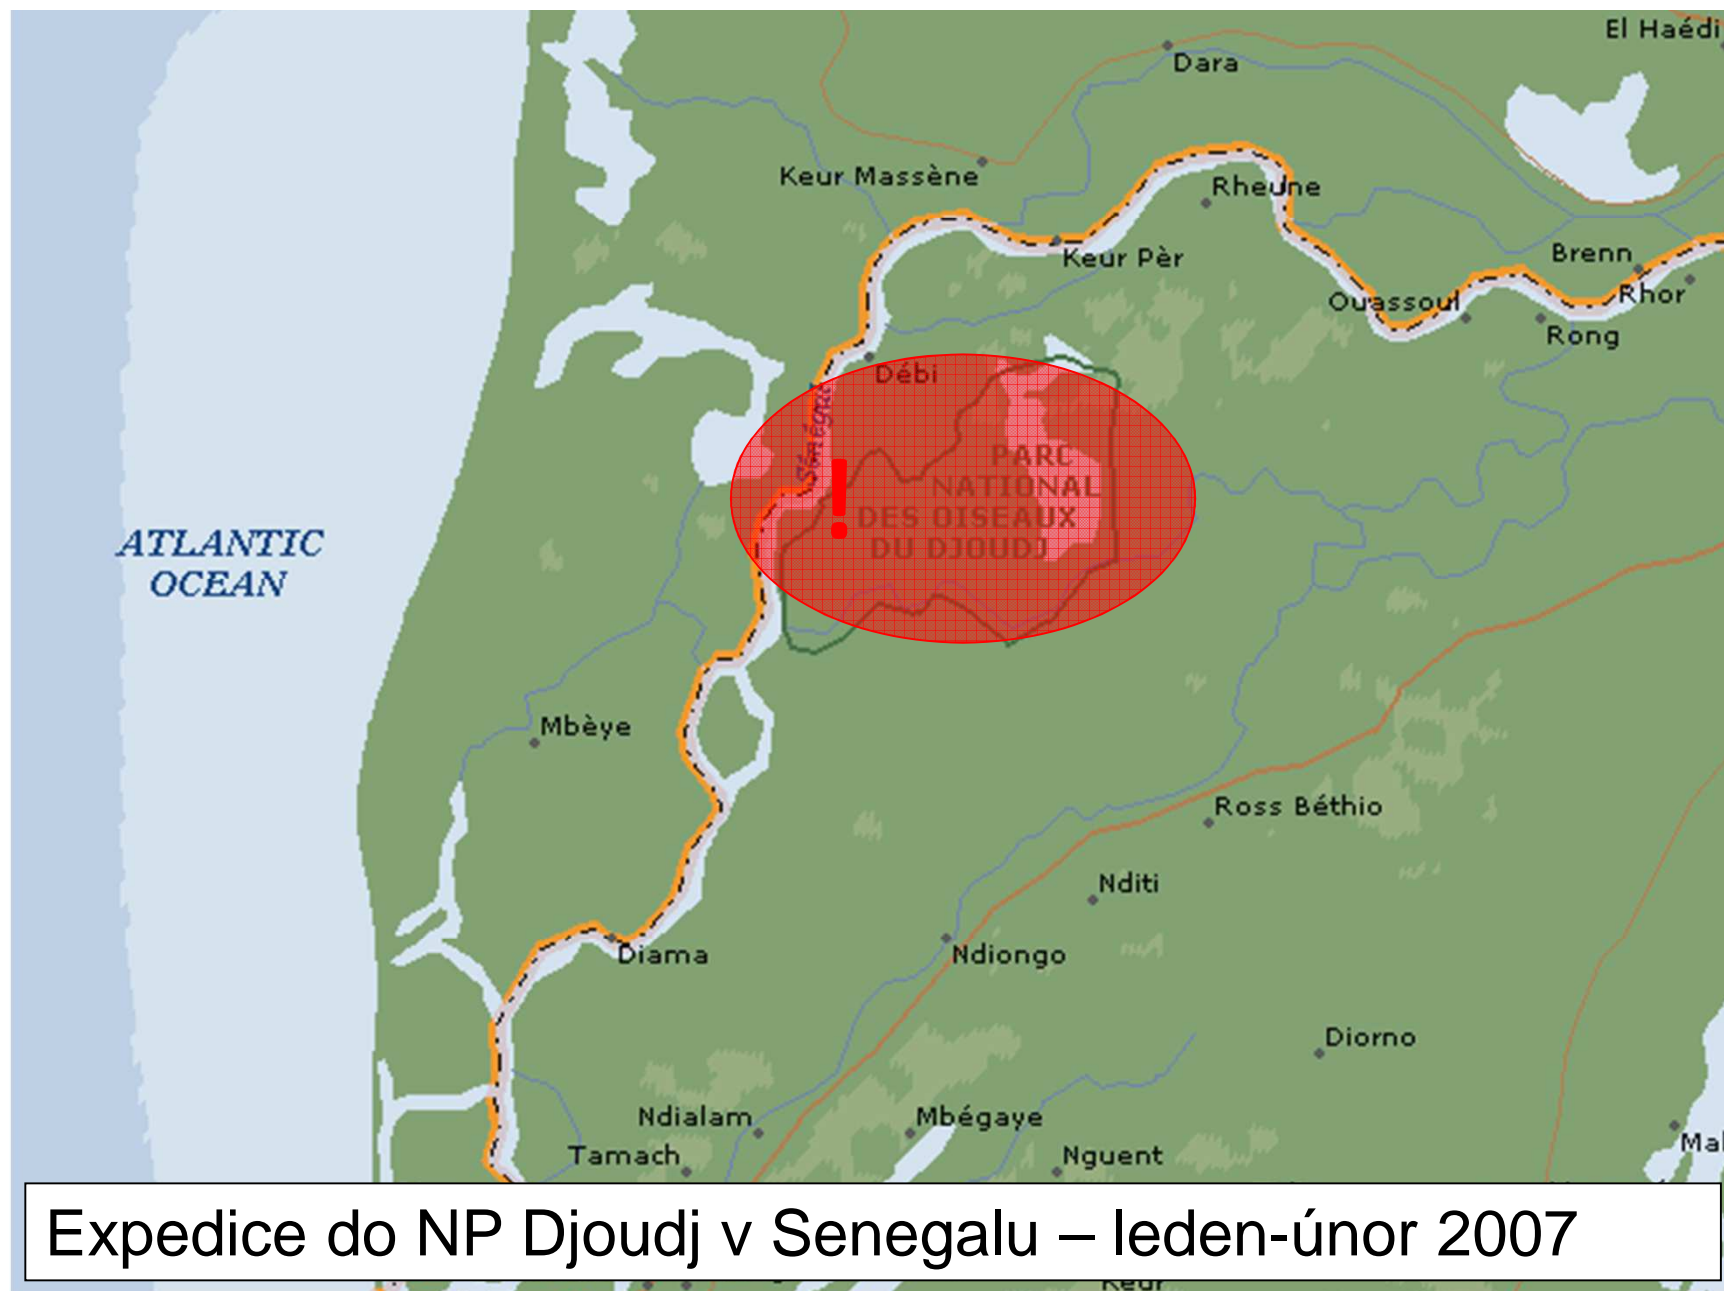 El Haédi
Dara
Keur Massène
Rheune
Keur Pèr
Brenn
Ouassoul
Rhor
Rong
Débi
Sénégal
!
PARC
NATIONAL
DES OISEAUX
DU DJOUDJ
ATLANTIC
OCEAN
Mbèye
Ross Béthio
Nditi
Diama
Ndiongo
Diorno
Ndialam
Mbégaye
Mal
Tamach
Nguent
Expedice do NP Djoudj v Senegalu – leden-únor 2007
Keur